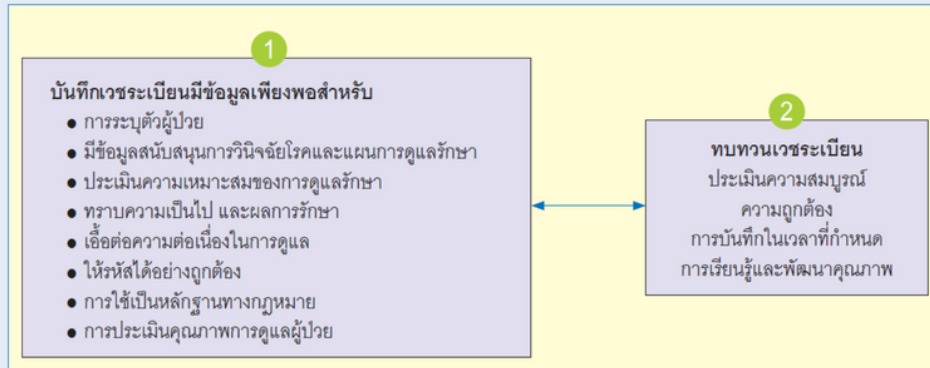 1
บันทึกเวชระเบียนมีข้อมูลเพียงพอสำหรับ
● การระบุตัวผู้ป่วย
● มีข้อมูลสนับสนุนการวินิจฉัยโรคและแผนการดูแลรักษา
● ประเมินความเหมาะสมของการดูแลรักษา
● ทราบความเป็นไป และผลการรักษา
● เอื้อต่อความต่อเนื่องในการดูแล
● ให้รหัสได้อย่างถูกต้อง
● การใช้เป็นหลักฐานทางกฎหมาย
● การประเมินคุณภาพการดูแลผู้ป่วย
2
ทบทวนเวชระเบียน
ประเมินความสมบูรณ์
ความถูกต้อง
การบันทึกในเวลาที่กำหนด
การเรียนรู้และพัฒนาคุณภาพ